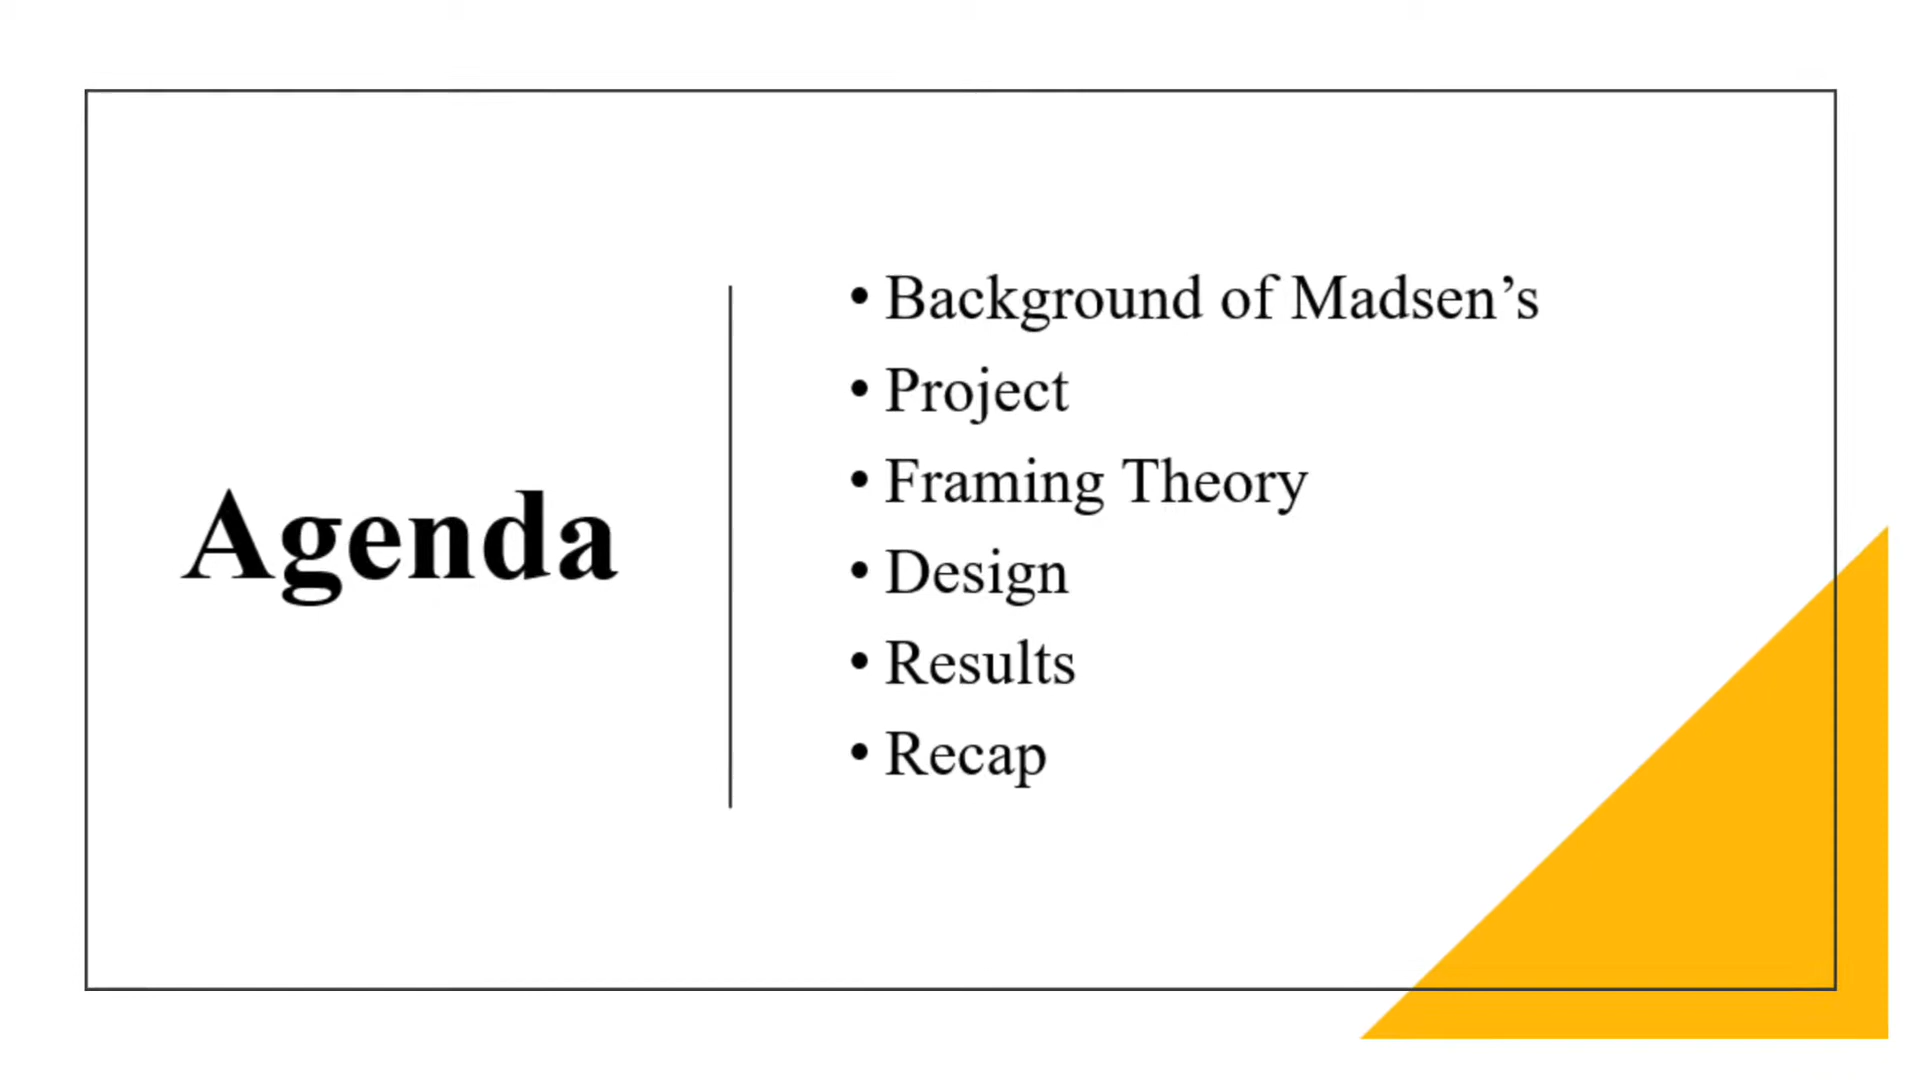 Agenda
• Background of Madsen’s
• Project
• Framing Theory
• Design
• Results
• Recap